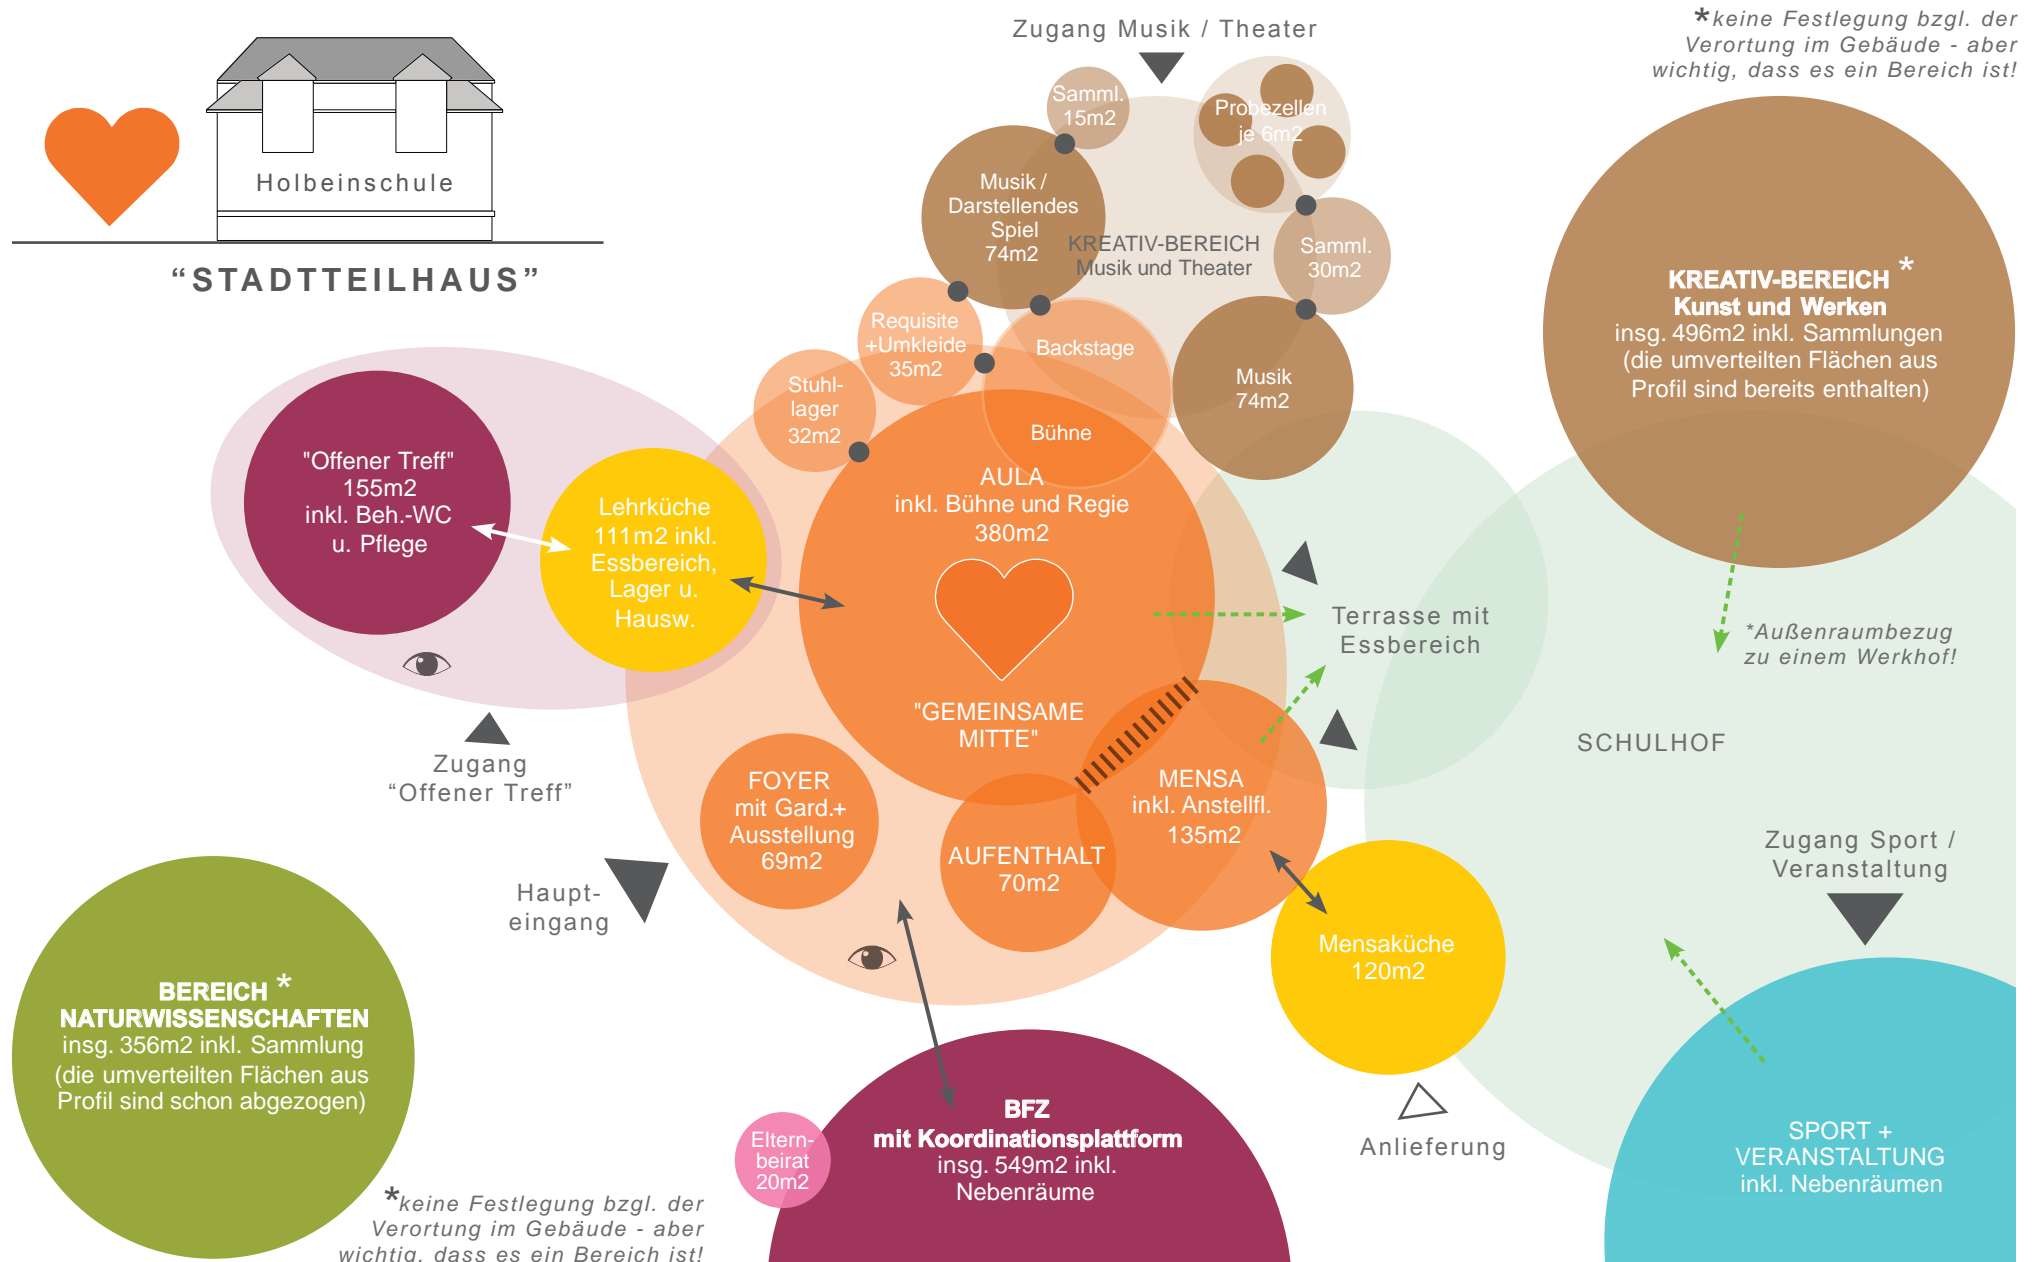 Holbeinschule
“STADTTEILHAUS”
Zugang Musik / Theater
*keine Festlegung bzgl. der
Verortung im Gebäude - aber
wichtig, dass es ein Bereich ist!
Samml.
15m2
Probezellen
je 6m2
Musik /
Darstellendes
Spiel
74m2
KREATIV-BEREICH
Musik und Theater
Samml.
30m2
Requisite
+Umkleide
35m2
Backstage
Musik
74m2
Stuhl-
lager
32m2
Bühne
KREATIV-BEREICH *
Kunst und Werken
insg. 496m2 inkl. Sammlungen
(die umverteilten Flächen aus
Profil sind bereits enthalten)
"Offener Treff"
155m2
inkl. Beh.-WC
u. Pflege
Lehrküche
111m2 inkl.
Essbereich,
Lager u.
Hausw.
AULA
inkl. Bühne und Regie
380m2
"GEMEINSAME
MITTE"
Terrasse mit
Essbereich
*Außenraumbezug
zu einem Werkhof!
SCHULHOF
Zugang
“Offener Treff”
FOYER
mit Gard.+
Ausstellung
69m2
AUFENTHALT
70m2
MENSA
inkl. Anstellfl.
135m2
Haupt-
eingang
Mensaküche
120m2
Zugang Sport /
Veranstaltung
BEREICH *
NATURWISSENSCHAFTEN
insg. 356m2 inkl. Sammlung
(die umverteilten Flächen aus
Profil sind schon abgezogen)
*keine Festlegung bzgl. der
Verortung im Gebäude - aber
wichtig, dass es ein Bereich ist!
Eltern-
beirat
20m2
BFZ
mit Koordinationsplattform
insg. 549m2 inkl.
Nebenräume
Anlieferung
SPORT +
VERANSTALTUNG
inkl. Nebenräumen